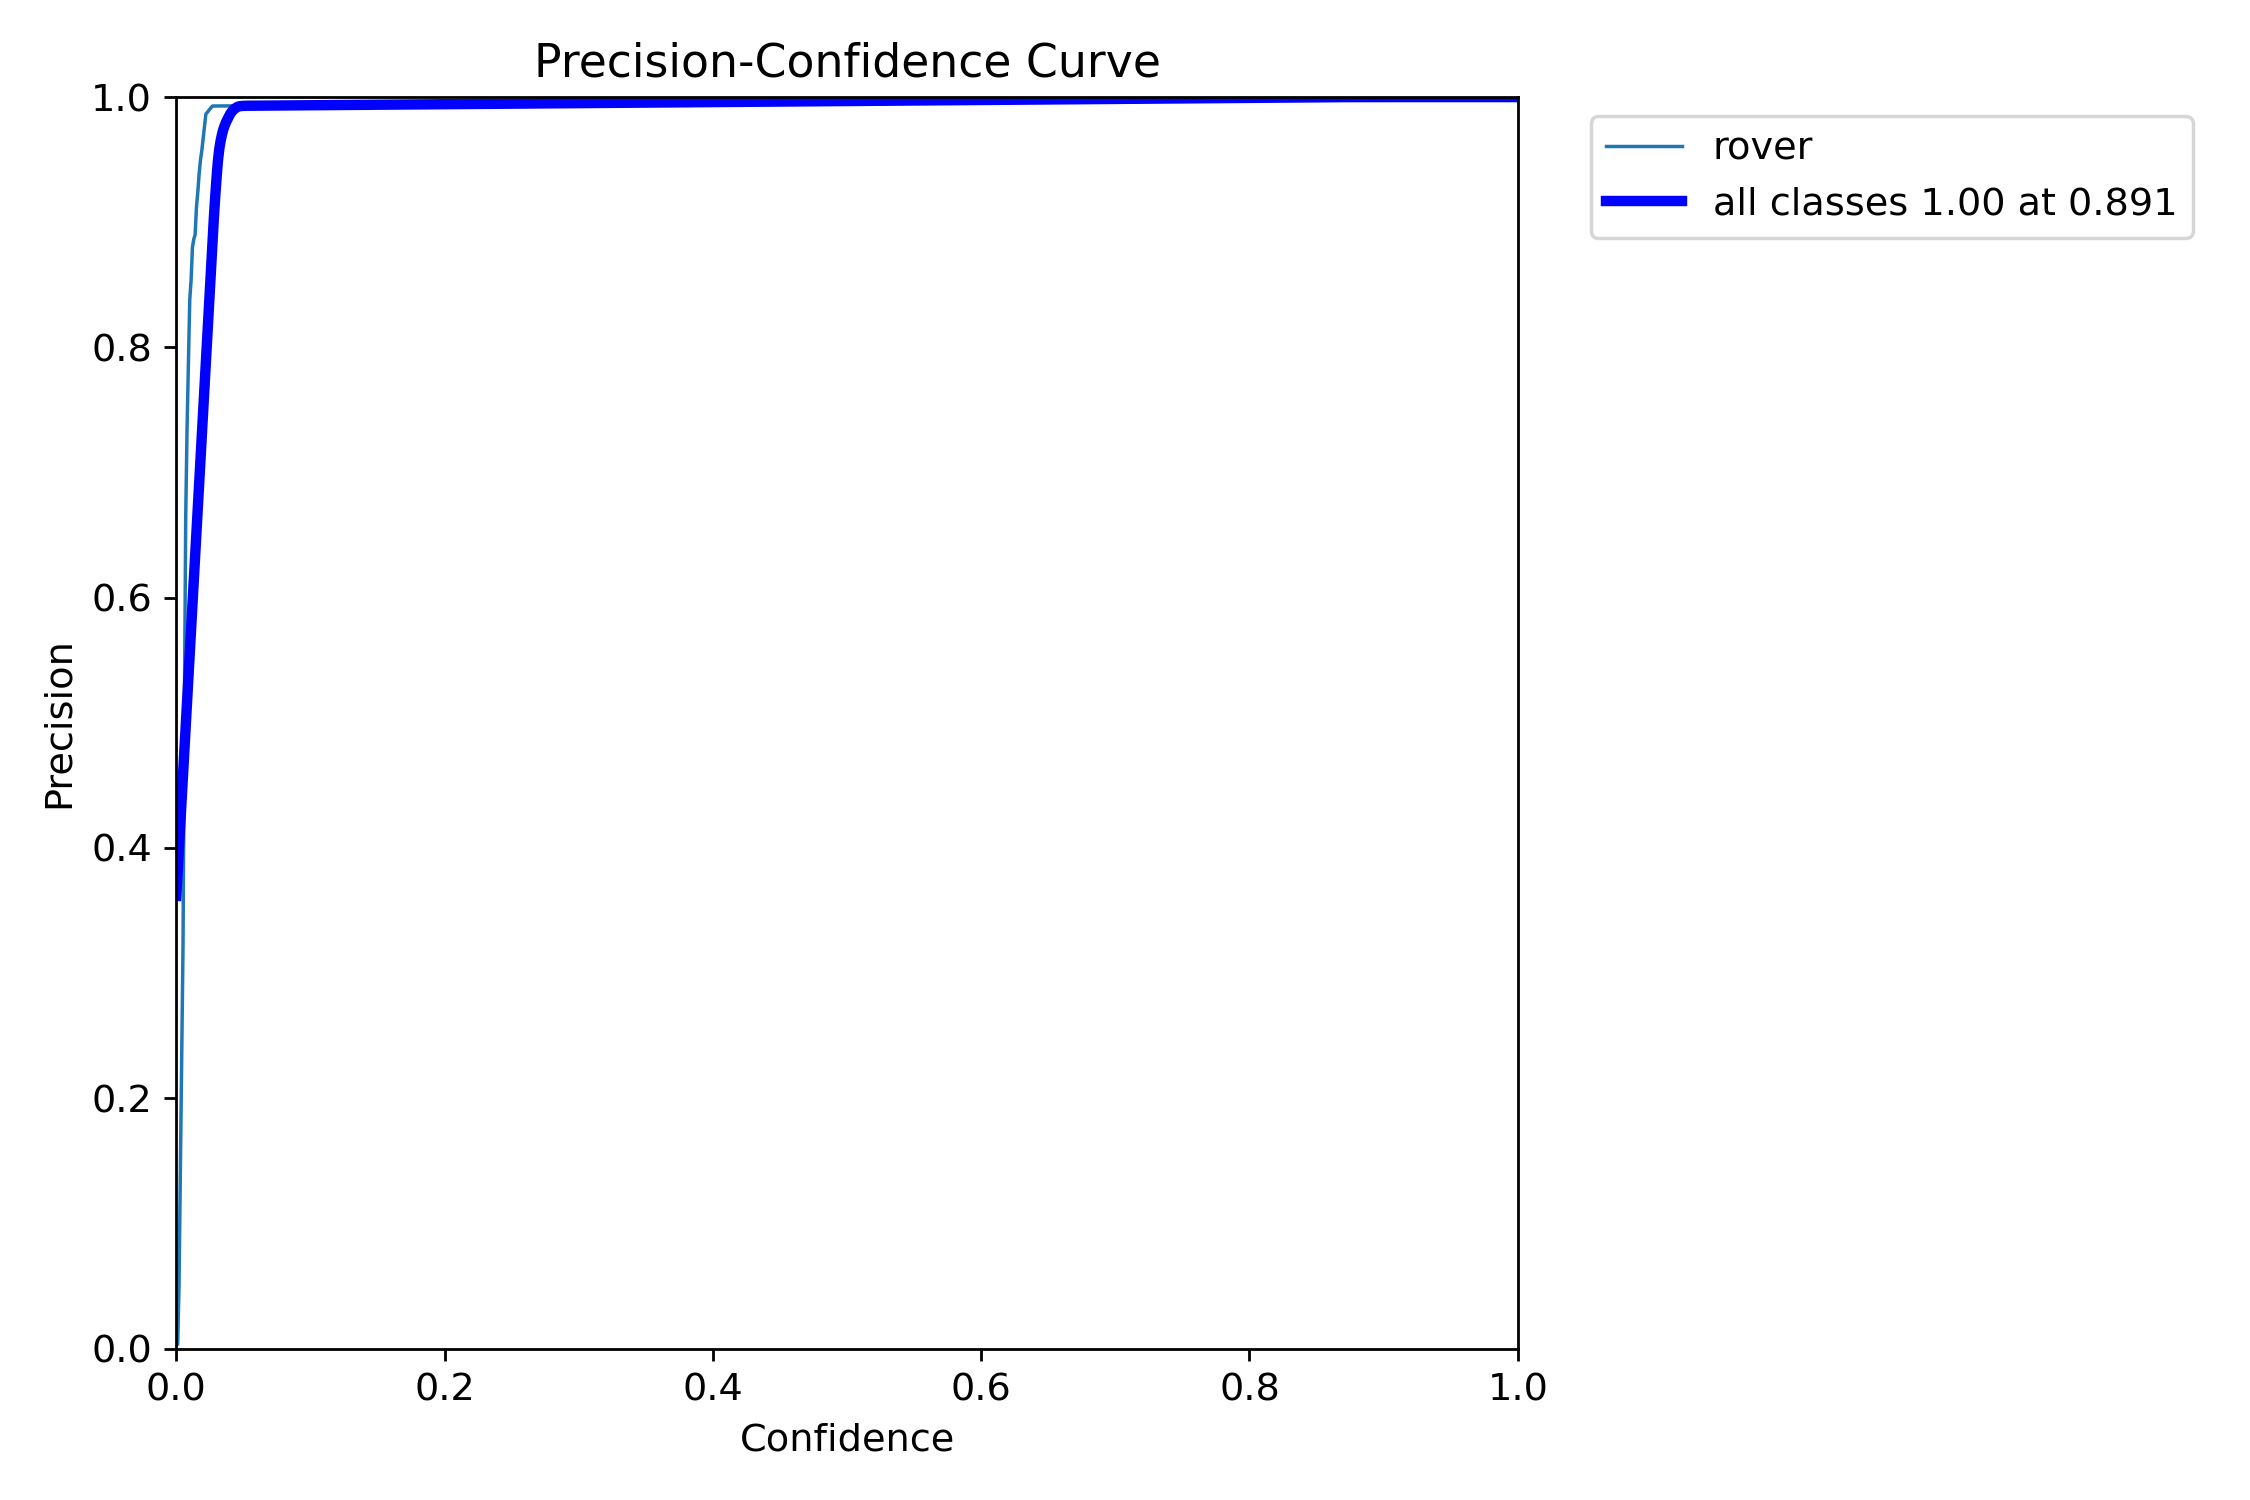 Precision-Confidence Curve
1.0
0.8
0.6
0.4
0.2
0.0
Precision
0.0 0.2 0.4 0.6 0.8 1.0
Confidence
rover
all classes 1.00 at 0.891